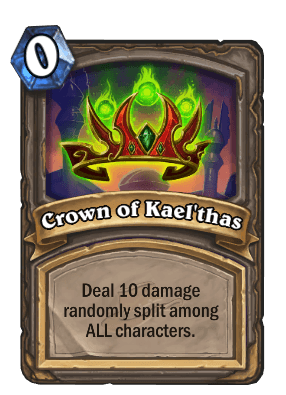 0
Crown of Kael'thas
Deal 10 damage
randomly split among
ALL characters.